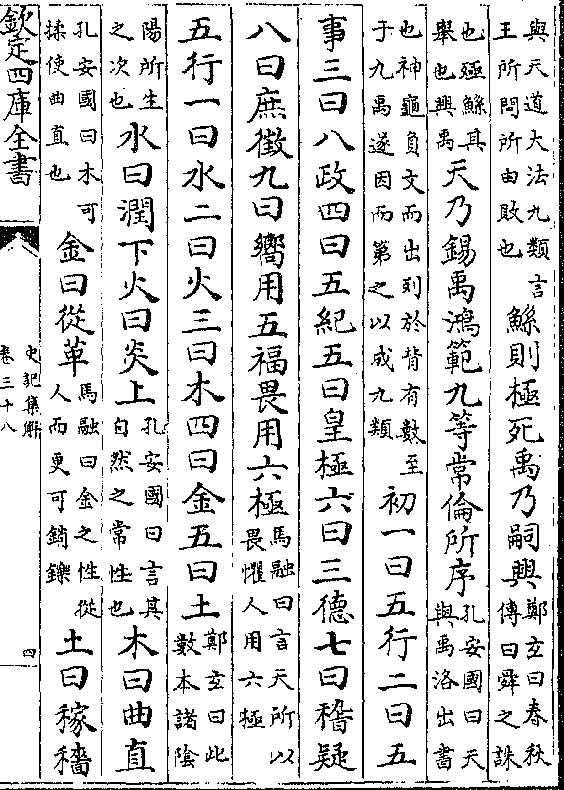 與天道大法九類言王所問所由敗也鯀則極死禹乃嗣興鄭玄曰春秋傳曰舜之誅
也殛鯀其舉也興禹天乃錫禹鴻範九等常倫所序孔安國曰天與禹洛出書
也神龜負文而出列於背有數至于九禹遂因而第之以成九類初一曰五行二曰五
事三曰八政四曰五紀五曰皇極六曰三德七曰稽疑
八曰庶徵九曰嚮用五福畏用六極馬融曰言天所以畏懼人用六極
五行一曰水二曰火三曰木四曰金五曰土鄭玄曰此數本諸陰
陽所生之次也水曰潤下火曰炎上孔安國曰言其自然之常性也木曰曲直
孔安國曰木可揉使曲直也金曰從革馬融曰金之性從人而更可銷鑠土曰稼穡
欽定四庫全書
史記集解
卷三十八
四